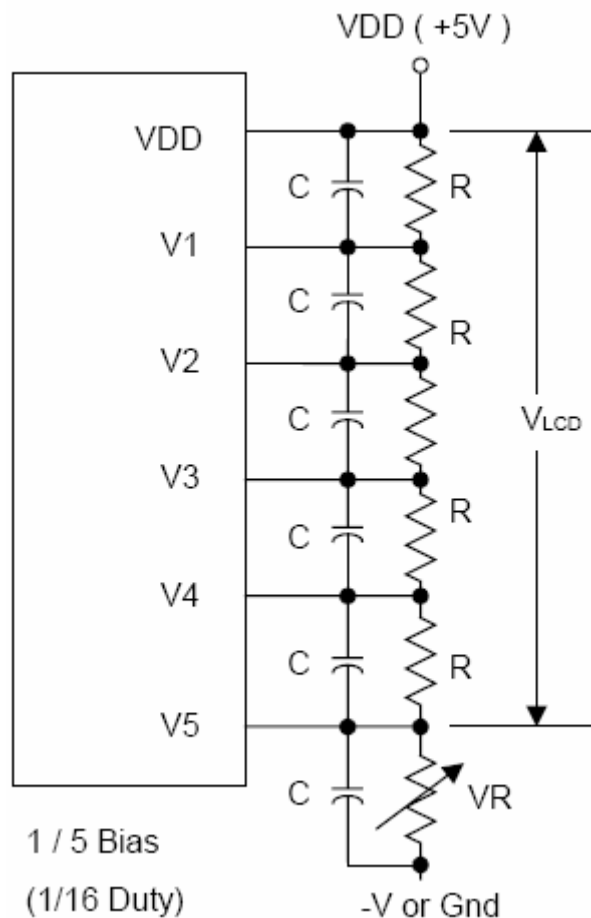 VDD ( +5V )
VDD
C
R
V1
C
R
V2
C
VLCD
V3
R
C
V4
C
R
V5
C
VR
1 / 5 Bias
(1/16 Duty)
-V or Gnd